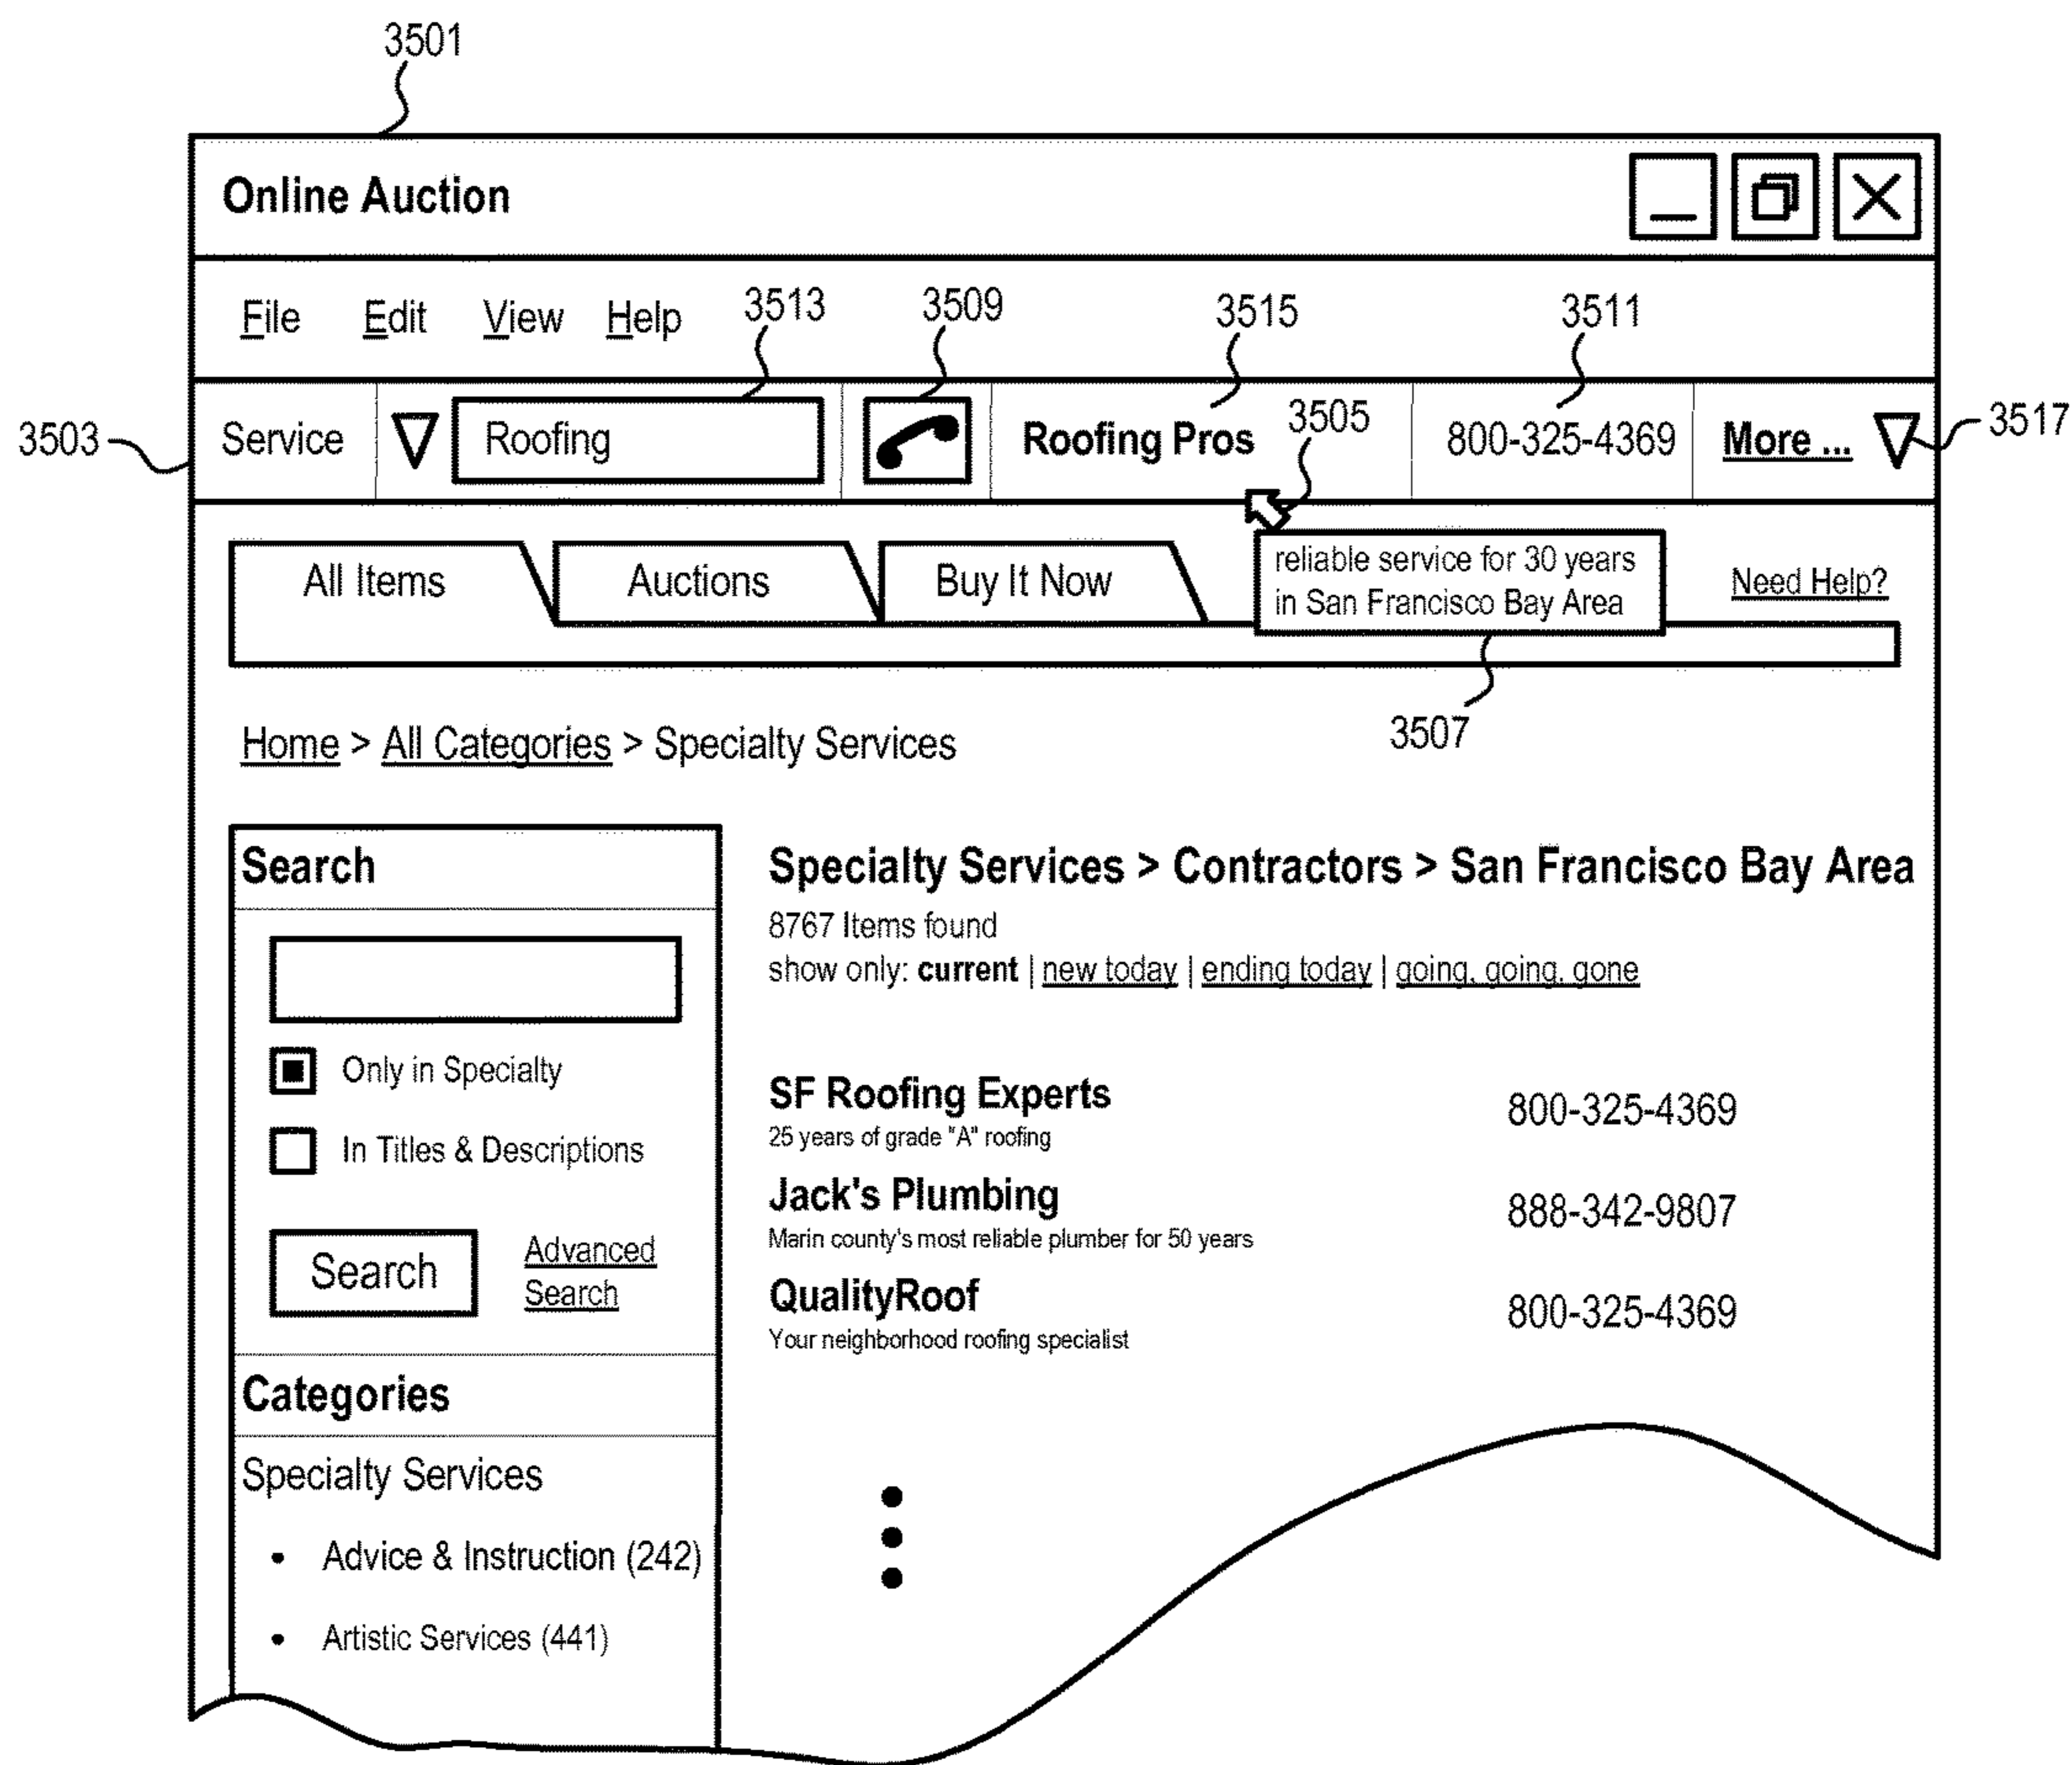 3501
Online Auction
File Edit View Help 3513 3509 3515 3511
3503 Service Roofing Roofing Pros 3505 800-325-4369 More ... 3517
All Items Auctions Buy It Now
reliable service for 30 years
in San Francisco Bay Area
Need Help?
3507
Home > All Categories > Specialty Services
Search
Only in Specialty
In Titles & Descriptions
Search
Advanced
Search
Categories
Specialty Services
• Advice & Instruction (242)
• Artistic Services (441)
Specialty Services > Contractors > San Francisco Bay Area
8767 Items found
show only: current | new today | ending today | going, going, gone
SF Roofing Experts 800-325-4369
25 years of grade "A" roofing
Jack's Plumbing 888-342-9807
Marin county's most reliable plumber for 50 years
QualityRoof 800-325-4369
Your neighborhood roofing specialist